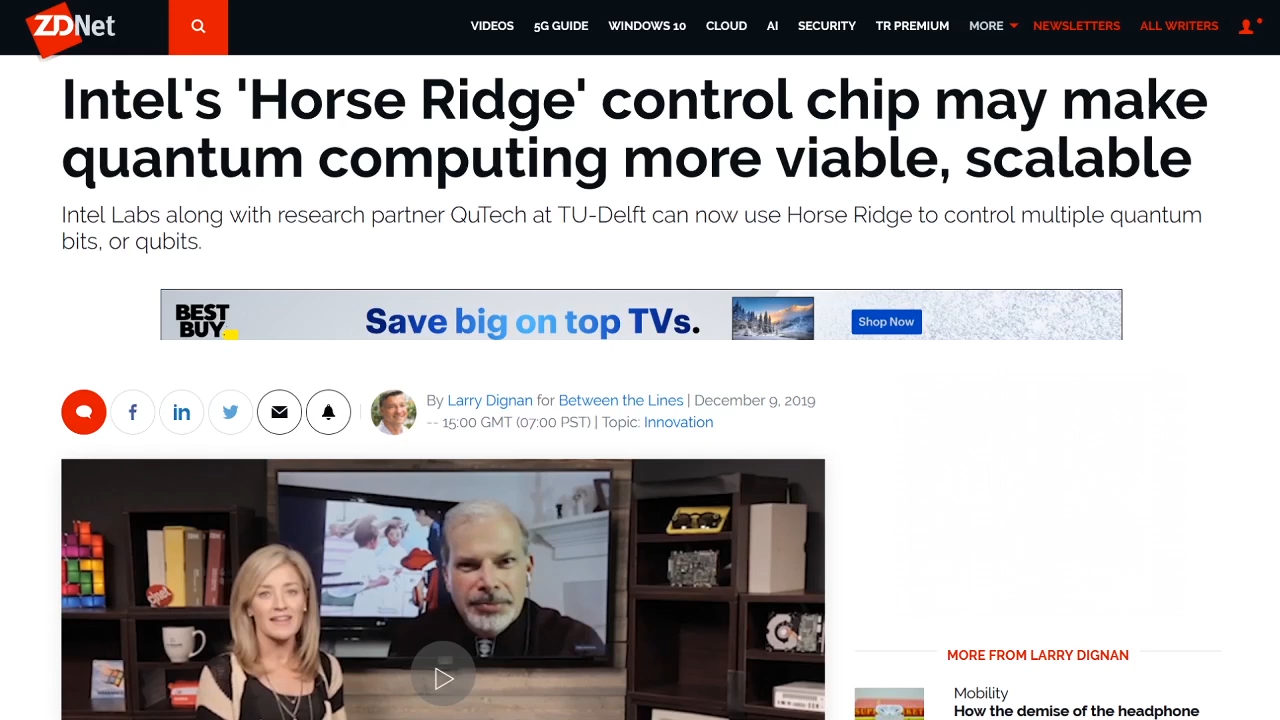 ZDNet
VIDEOS 5G GUIDE WINDOWS 10 CLOUD AI SECURITY TR PREMIUM MORE NEWSLETTERS ALL WRITERS
Intel's 'Horse Ridge' control chip may make
quantum computing more viable, scalable
Intel Labs along with research partner QuTech at TU-Delft can now use Horse Ridge to control multiple quantum
bits, or qubits.
BEST
BUY
Save big on top TVs.
Shop Now
By Larry Dignan for Between the Lines | December 9, 2019
-- 15:00 GMT (07:00 PST) | Topic: Innovation
cnet
MORE FROM LARRY DIGNAN
Mobility
How the demise of the headphone